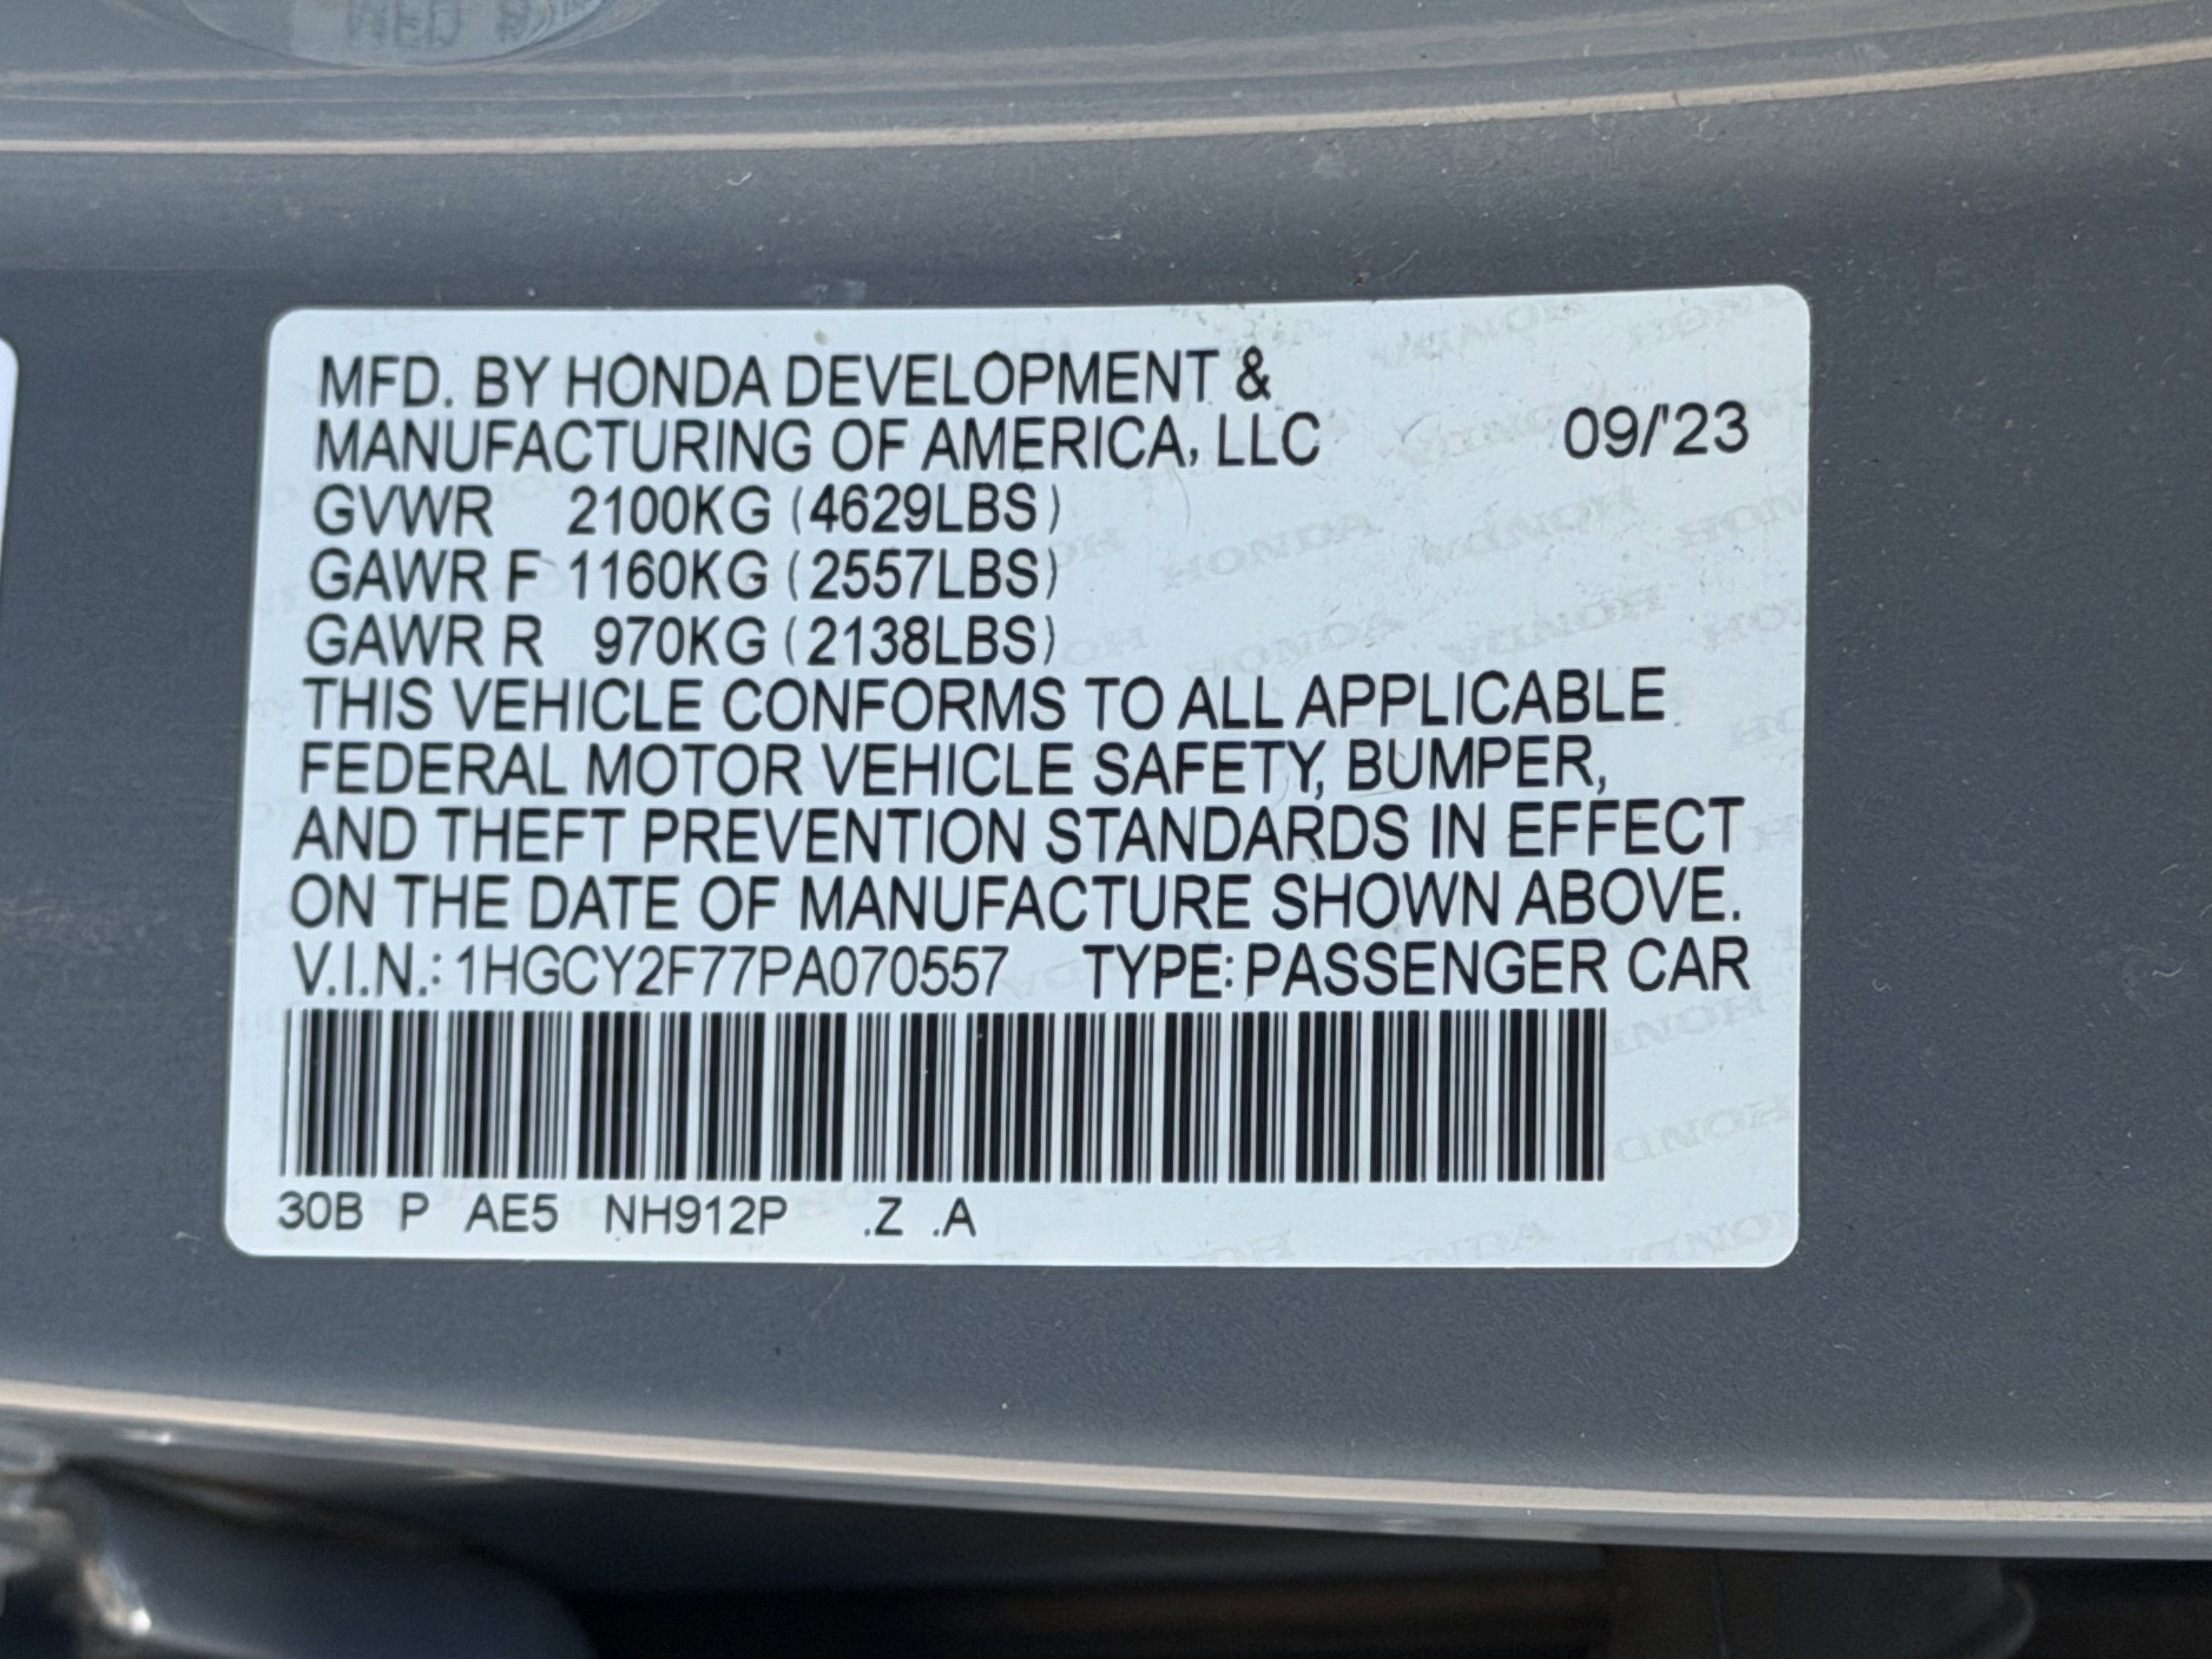 MFD. BY HONDA DEVELOPMENT &
MANUFACTURING OF AMERICA, LLC 09/'23
GVWR 2100KG (4629LBS)
GAWR F 1160KG (2557LBS)
GAWR R 970KG (2138LBS)
THIS VEHICLE CONFORMS TO ALL APPLICABLE
FEDERAL MOTOR VEHICLE SAFETY, BUMPER,
AND THEFT PREVENTION STANDARDS IN EFFECT
ON THE DATE OF MANUFACTURE SHOWN ABOVE.
V.I.N.: 1HGCY2F77PA070557 TYPE: PASSENGER CAR
30B P AE5 NH912P .Z .A